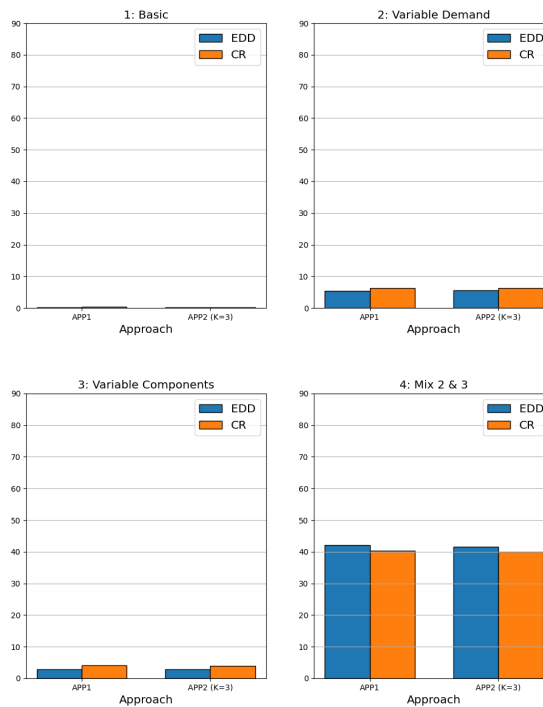 1: Basic
90
80
70
60
50
40
30
20
10
0
EDD
CR
APP1
APP2 (K=3)
Approach
2: Variable Demand
90
80
70
60
50
40
30
20
10
0
EDD
CR
APP1
APP2 (K=3)
Approach
3: Variable Components
90
80
70
60
50
40
30
20
10
0
EDD
CR
APP1
APP2 (K=3)
Approach
4: Mix 2 & 3
90
80
70
60
50
40
30
20
10
0
EDD
CR
APP1
APP2 (K=3)
Approach